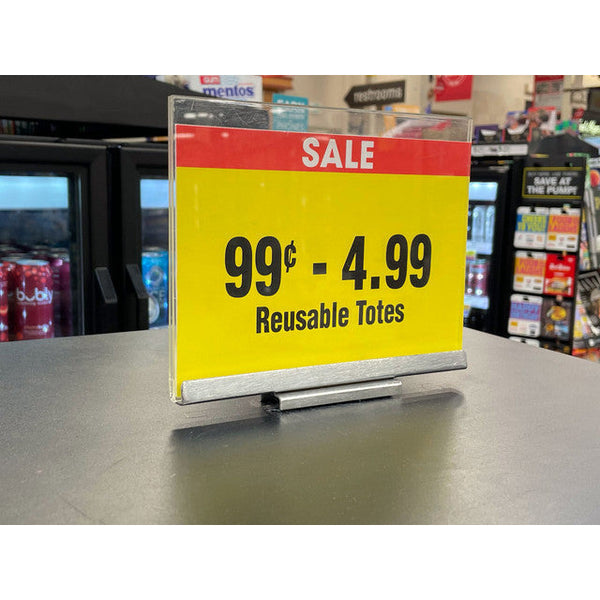 mentos
restrooms
SALE
99¢ - 4.99
Reusable Totes
bubly
SAVE AT
THE PUMP!